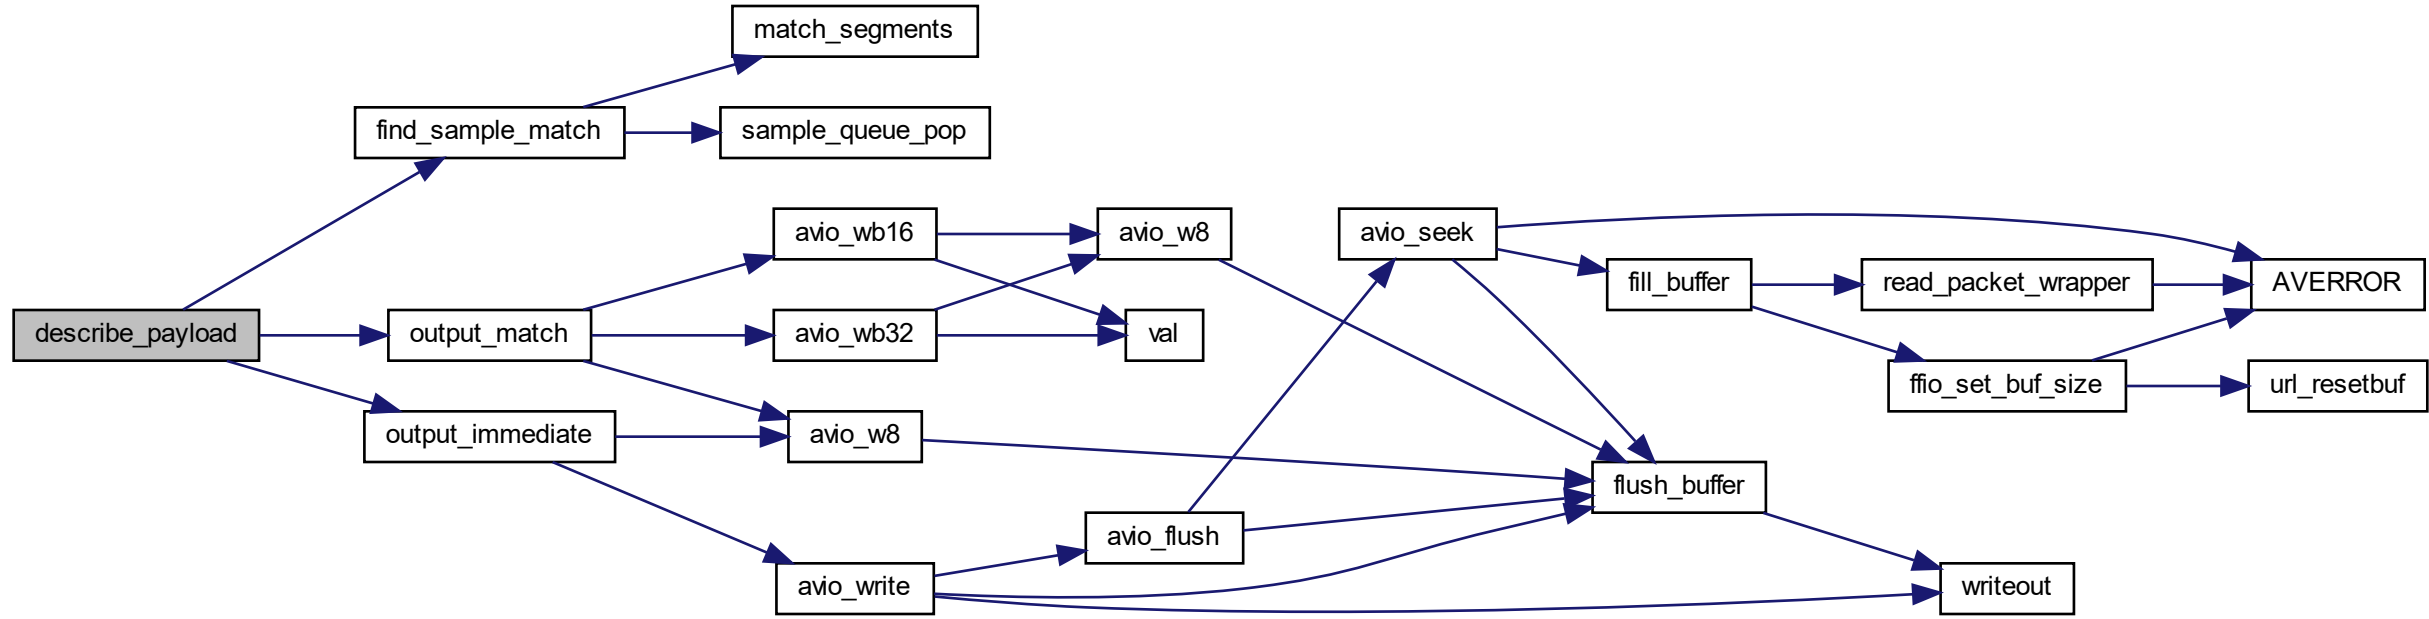 match_segments
find_sample_match
sample_queue_pop
avio_wb16
avio_w8
avio_seek
fill_buffer
read_packet_wrapper
AVERROR
describe_payload
output_match
avio_wb32
val
ffio_set_buf_size
url_resetbuf
output_immediate
avio_w8
flush_buffer
avio_flush
avio_write
writeout